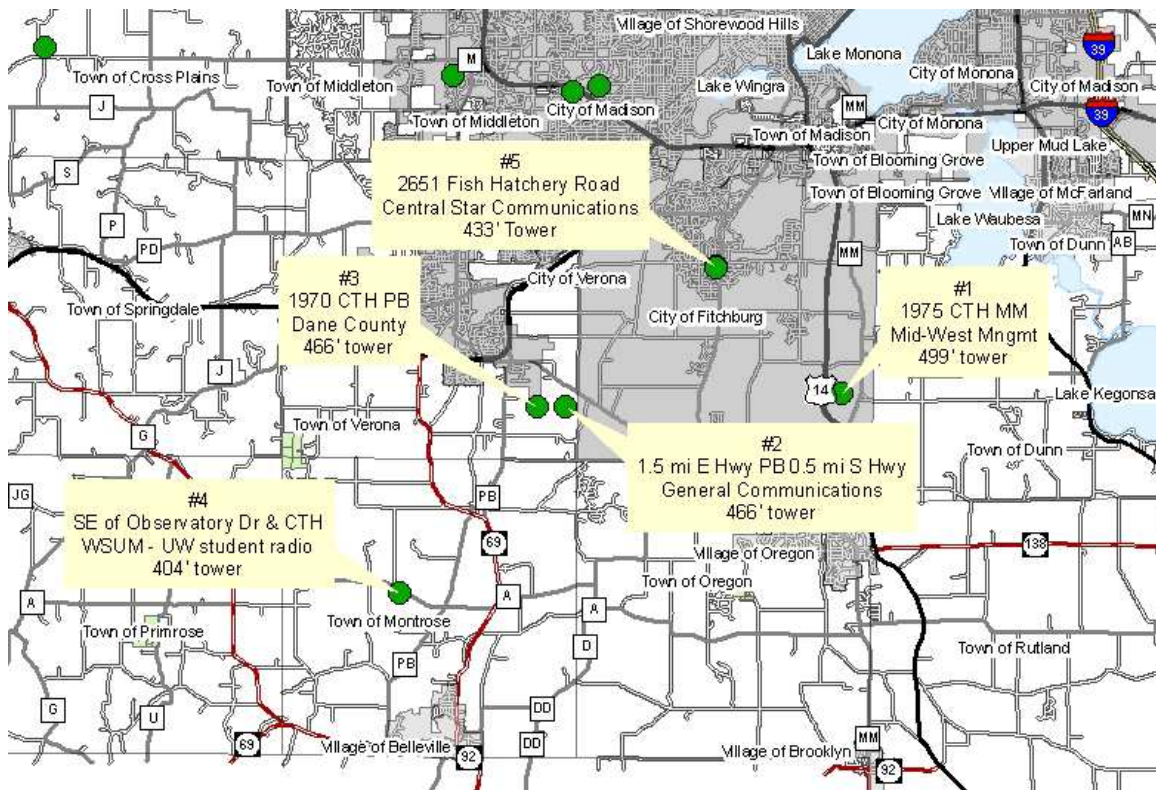 Village of Shorewood Hills
Lake Monona
39
Town of Cross Plains
Town of Middleton
M
City of Monona
City of Madison
Lake Wingra
City of Madison
J
MM
39
Town of Middleton
City of Monona
Town of Madison
Upper Mud Lake
#5
2651 Fish Hatchery Road
Central Star Communications
433' Tower
Town of Blooming Grove
S
Town of Blooming Grove
Village of McFarland
P
Lake Waubesa
MN
PD
MM
Town of Dunn
AB
#3
1970 CTH PB
Dane County
466' tower
City of Verona
#1
1975 CTH MM
Mid-West Mngmt
499' tower
Town of Springdale
City of Fitchburg
J
14
Lake Kegonsa
G
Town of Verona
#2
1.5 mi E Hwy PB 0.5 mi S Hwy
General Communications
466' tower
Town of Dunn
JG
#4
SE of Observatory Dr & CTH
WSUM - UW student radio
404' tower
PB
69
138
Village of Oregon
Town of Oregon
A
A
A
Town of Primrose
Town of Montrose
D
Town of Rutland
PB
G
U
DD
69
Village of Belleville
92
DD
Village of Brooklyn
MM
92